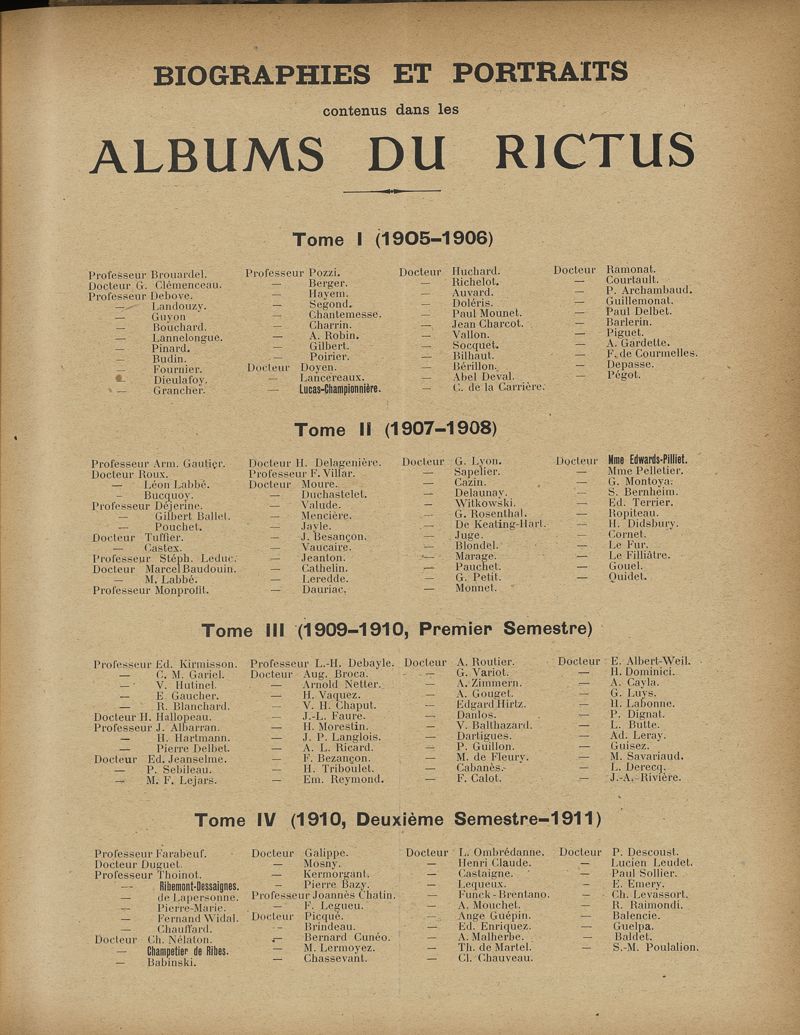 BIOGRAPHIES ET PORTRAITS
contenus dans les
ALBUMS DU RICTUS
Tome I (1905–1906)
Professeur Brouardel.
Docteur G. Clémenceau.
Professeur Debove.
— Landouzy.
— Guyon
— Bouchard.
— Lannelongue.
— Pinard.
— Budin.
— Fournier.
— Dieulafoy.
— Grancher.
Professeur Pozzi.
— Berger.
— Hayem.
— Segond.
— Chantemesse.
— Charrin.
— A. Robin.
— Gilbert.
— Poirier.
Docteur Doyen.
— Lancereaux.
— Lucas-Championnière.
Docteur Huchard.
— Richelot.
— Auvard.
— Doléris.
— Paul Mounet.
— Jean Charcot.
— Vallon.
— Socquet.
— Bilhaut.
— Bérillon.
— Abel Deval.
— C. de la Carrière.
Docteur Ramonat.
— Courtault.
— P. Archambaud.
— Guillemonat.
— Paul Delbet.
— Barlerin.
— Piguet.
— A. Gardette.
— F. de Courmelles.
— Depasse.
— Pégot.
Tome II (1907–1908)
Professeur Arm. Gautier.
Docteur Roux.
— Léon Labbé.
— Bucquoy.
Professeur Déjerine.
— Gilbert Ballet.
— Pouchet.
Docteur Tuffier.
— Castex.
Professeur Stéph. Leduc.
Docteur Marcel Baudouin.
— M. Labbé.
Professeur Monprofit.
Docteur H. Delagenière.
Professeur F. Villar.
Docteur Moure.
— Duchastelet.
— Valude.
— Mencière.
— Jayle.
— J. Besançon.
— Vaucaire.
— Jeanton.
— Cathelin.
— Leredde.
— Dauriac.
Docteur G. Lyon.
— Sapelier.
— Cazin.
— Delaunay.
— Witkowski.
— G. Rosenthal.
— De Keating-Hart.
— Juge.
— Blondel.
— Marage.
— Pauchet.
— G. Petit.
— Monnet.
Docteur Mme Edwards-Pilliet.
— Mme Pelletier.
— G. Montoya.
— S. Bernheim.
— Ed. Terrier.
— Ropiteau.
— H. Didsbury.
— Cornet.
— Le Fur.
— Le Filliâtre.
— Gouel.
— Quidet.
Tome III (1909–1910, Premier Semestre)
Professeur Ed. Kirmisson.
— C. M. Gariel.
— V. Hutinel.
— E. Gaucher.
— R. Blanchard.
Docteur H. Hallopeau.
Professeur J. Albarran.
— H. Hartmann.
— Pierre Delbet.
Docteur Ed. Jeanselme.
— P. Sebileau.
— M. F. Lejars.
Professeur L.-H. Debayle.
Docteur Aug. Broca.
— Arnold Netter.
— H. Vaquez.
— V. H. Chaput.
— J.-L. Faure.
— H. Morestin.
— J. P. Langlois.
— A. L. Ricard.
— F. Bezançon.
— H. Triboulet.
— Em. Reymond.
Docteur A. Routier.
— G. Variot.
— A. Zimmern.
— A. Gouget.
— Edgard Hirtz.
— Danlos.
— V. Balthazard.
— Dartigues.
— P. Guillon.
— M. de Fleury.
— Cabanès.
— F. Calot.
Docteur E. Albert-Weil.
— H. Dominici.
— A. Cayla.
— G. Luys.
— H. Labonne.
— P. Dignat.
— L. Butte.
— Ad. Leray.
— Guisez.
— M. Savariaud.
— L. Derecq.
— J.-A. Rivière.
Tome IV (1910, Deuxième Semestre–1911)
Professeur Farabeuf.
Docteur Duguet.
Professeur Thoinot.
— Ribemont-Dessaignes.
— de Lapersonne.
— Pierre-Marie.
— Fernand Widal.
— Chauffard.
Docteur Ch. Nélaton.
— Champetier de Ribes.
— Babinski.
Docteur Galippe.
— Mosny.
— Kermorgant.
— Pierre Bazy.
Professeur Joannès Chatin.
— F. Legueu.
Docteur Picqué.
— Brindeau.
— Bernard Cunéo.
— M. Lermoyez.
— Chassevant.
Docteur L. Ombrédanne.
— Henri Claude.
— Castaigne.
— Lequeux.
— Funck-Brentano.
— A. Mouchet.
— Ange Guépin.
— Ed. Enriquez.
— A. Malherbe.
— Th. de Martel.
— Cl. Chauveau.
Docteur P. Descoust.
— Lucien Leudet.
— Paul Sollier.
— E. Emery.
— Ch. Levassort.
— R. Raimondi.
— Balencie.
— Guelpa.
— Baldet.
— S.-M. Poulalion.